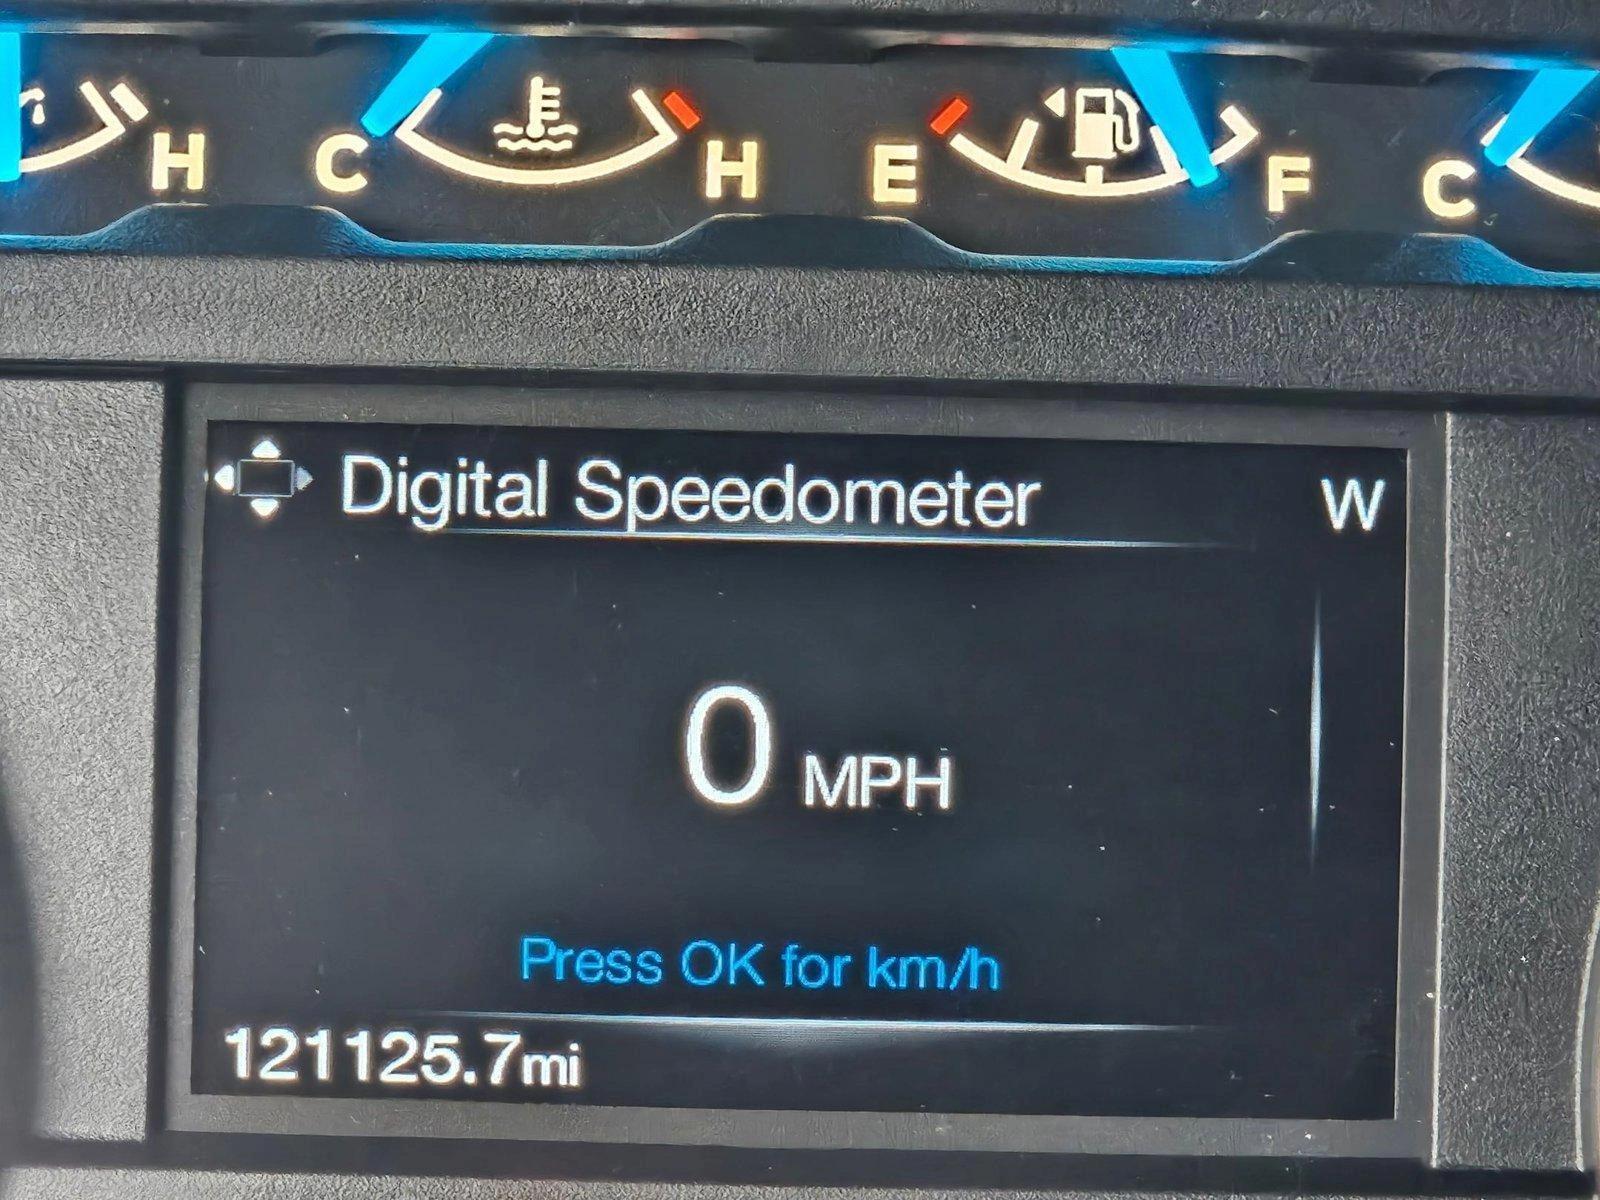 H C H E F C
Digital Speedometer W
0 MPH
Press OK for km/h
121125.7mi